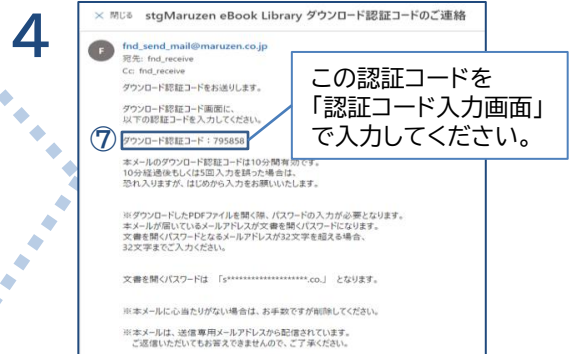 4
× 閉じる stgMaruzen eBook Library ダウンロード認証コードのご連絡
F
fnd_send_mail@maruzen.co.jp
宛先: fnd_receive
Cc: fnd_receive
ダウンロード認証コードをお送りします。
ダウンロード認証コード画面に、
以下の認証コードを入力してください。
⑦ ダウンロード認証コード：795858
この認証コードを
「認証コード入力画面」
で入力してください。
本メールのダウンロード認証コードは10分間有効です。
10分経過後もしくは5回入力を誤った場合は、
恐れ入りますが、はじめから入力をお願いいたします。
※ダウンロードしたPDFファイルを開く際、パスワードの入力が必要となります。
本メールが届いているメールアドレスが文書を開くパスワードになります。
文書を開くパスワードとなるメールアドレスが32文字を超える場合、
32文字までご入力ください。
文書を開くパスワードは 「s********************.co.」 となります。
※本メールに心当たりがない場合は、お手数ですが削除してください。
※本メールは、送信専用メールアドレスから配信されています。
ご返信いただいてもお答えできませんので、ご了承ください。